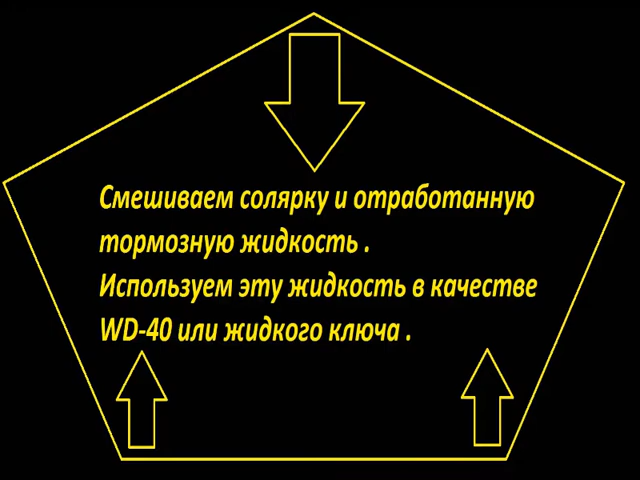 Смешиваем солярку и отработанную
тормозную жидкость .
Используем эту жидкость в качестве
WD-40 или жидкого ключа .